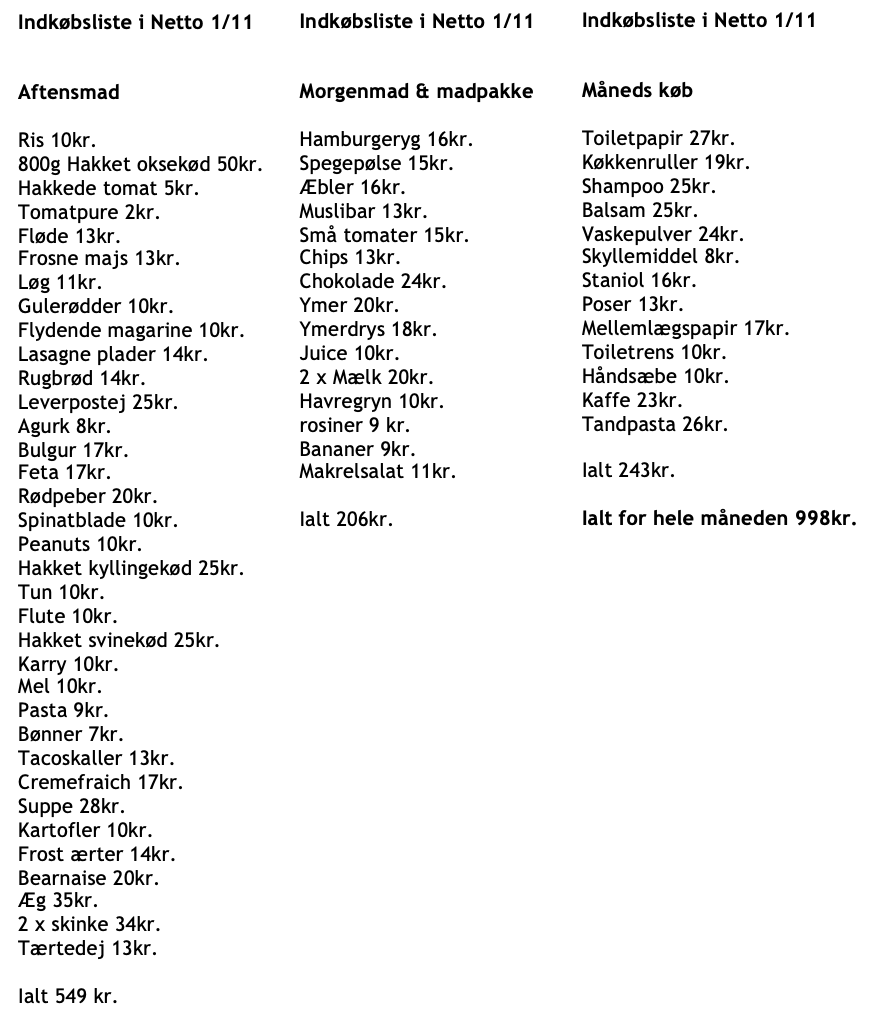 Indkøbsliste i Netto 1/11
Aftensmad
Ris 10kr.
800g Hakket oksekød 50kr.
Hakkede tomat 5kr.
Tomatpure 2kr.
Fløde 13kr.
Frosne majs 13kr.
Løg 11kr.
Gulerødder 10kr.
Flydende magarine 10kr.
Lasagne plader 14kr.
Rugbrød 14kr.
Leverpostej 25kr.
Agurk 8kr.
Bulgur 17kr.
Feta 17kr.
Rødpeber 20kr.
Spinatblade 10kr.
Peanuts 10kr.
Hakket kyllingekød 25kr.
Tun 10kr.
Flute 10kr.
Hakket svinekød 25kr.
Karry 10kr.
Mel 10kr.
Pasta 9kr.
Bønner 7kr.
Tacoskaller 13kr.
Cremefraich 17kr.
Suppe 28kr.
Kartofler 10kr.
Frost ærter 14kr.
Bearnaise 20kr.
Æg 35kr.
2 x skinke 34kr.
Tærtedej 13kr.
Ialt 549 kr.
Indkøbsliste i Netto 1/11
Morgenmad & madpakke
Hamburgeryg 16kr.
Spegepølse 15kr.
Æbler 16kr.
Muslibar 13kr.
Små tomater 15kr.
Chips 13kr.
Chokolade 24kr.
Ymer 20kr.
Ymerdrys 18kr.
Juice 10kr.
2 x Mælk 20kr.
Havregryn 10kr.
rosiner 9 kr.
Bananer 9kr.
Makrelsalat 11kr.
Ialt 206kr.
Indkøbsliste i Netto 1/11
Måneds køb
Toiletpapir 27kr.
Køkkenruller 19kr.
Shampoo 25kr.
Balsam 25kr.
Vaskepulver 24kr.
Skyllemiddel 8kr.
Staniol 16kr.
Poser 13kr.
Mellemlægspapir 17kr.
Toiletrens 10kr.
Håndsæbe 10kr.
Kaffe 23kr.
Tandpasta 26kr.
Ialt 243kr.
Ialt for hele måneden 998kr.